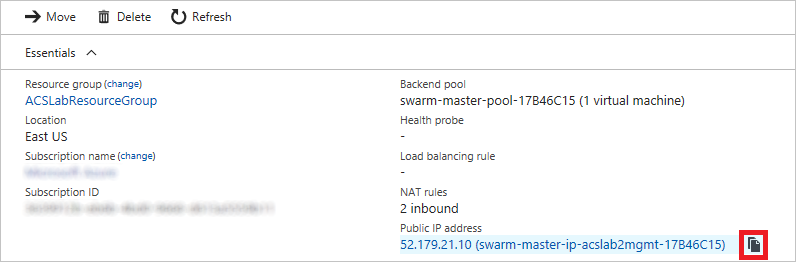 Move Delete Refresh
Essentials
Resource group (change)
ACSLabResourceGroup
Location
East US
Subscription name (change)
Subscription ID
Backend pool
swarm-master-pool-17B46C15 (1 virtual machine)
Health probe
-
Load balancing rule
-
NAT rules
2 inbound
Public IP address
52.179.21.10 (swarm-master-ip-acslab2mgmt-17B46C15)